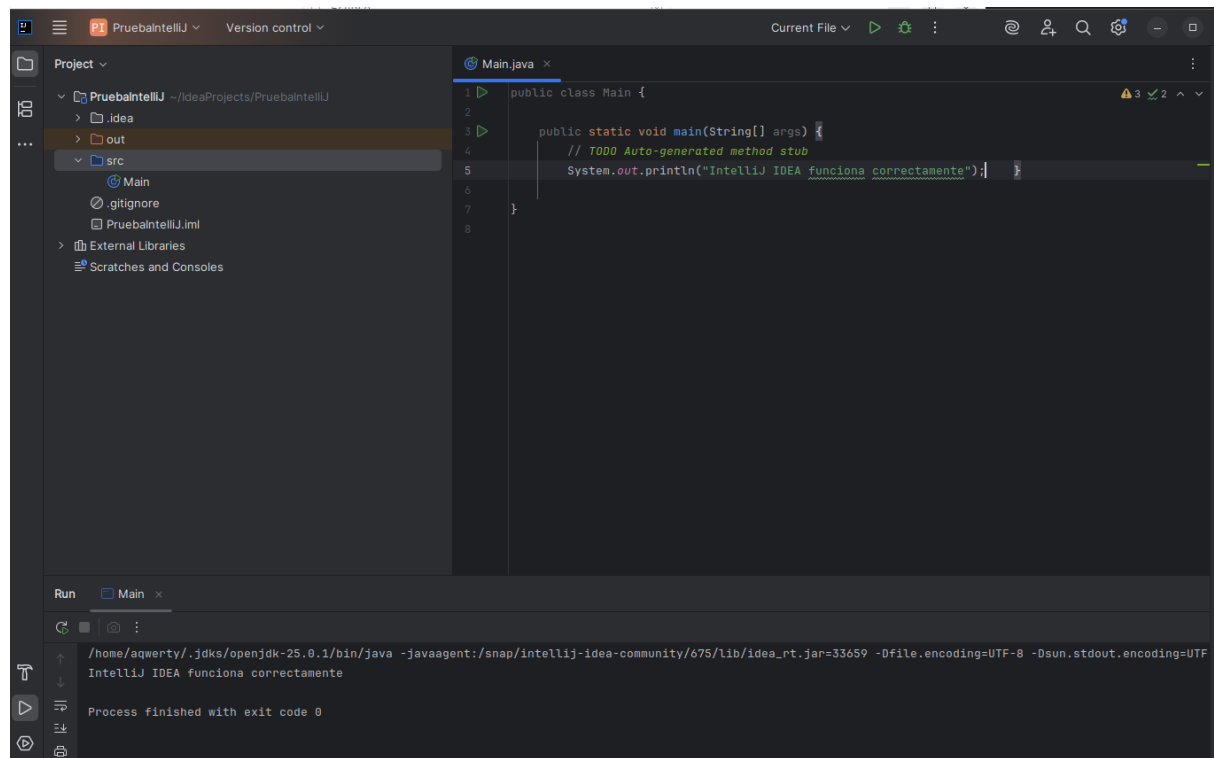 PI PruebaIntelliJ Version control Current File
Project
PruebaIntelliJ ~/IdeaProjects/PruebaIntelliJ
.idea
out
src
Main
.gitignore
PruebaIntelliJ.iml
External Libraries
Scratches and Consoles
Main.java
3 2
1 public class Main {
2
3 public static void main(String[] args) {
4 // TODO Auto-generated method stub
5 System.out.println("IntelliJ IDEA funciona correctamente"); }
6
7 }
8
Run Main
/home/aqwerty/.jdks/openjdk-25.0.1/bin/java -javaagent:/snap/intellij-idea-community/675/lib/idea_rt.jar=33659 -Dfile.encoding=UTF-8 -Dsun.stdout.encoding=UTF
IntelliJ IDEA funciona correctamente
Process finished with exit code 0